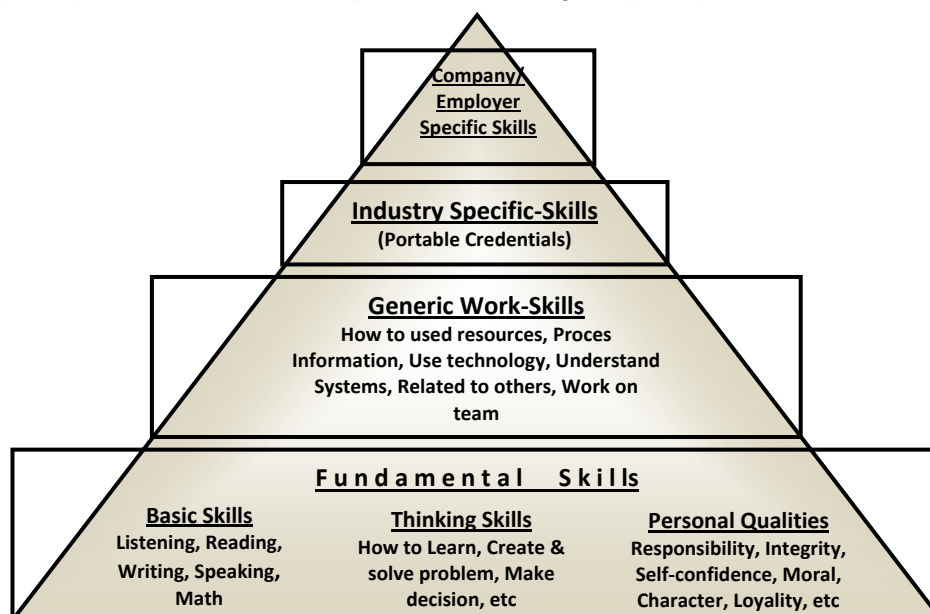 Company/
Employer
Specific Skills
Industry Specific-Skills
(Portable Credentials)
Generic Work-Skills
How to used resources, Proces
Information, Use technology, Understand
Systems, Related to others, Work on
team
Fundamental Skills
Basic Skills
Listening, Reading,
Writing, Speaking,
Math
Thinking Skills
How to Learn, Create &
solve problem, Make
decision, etc
Personal Qualities
Responsibility, Integrity,
Self-confidence, Moral,
Character, Loyality, etc